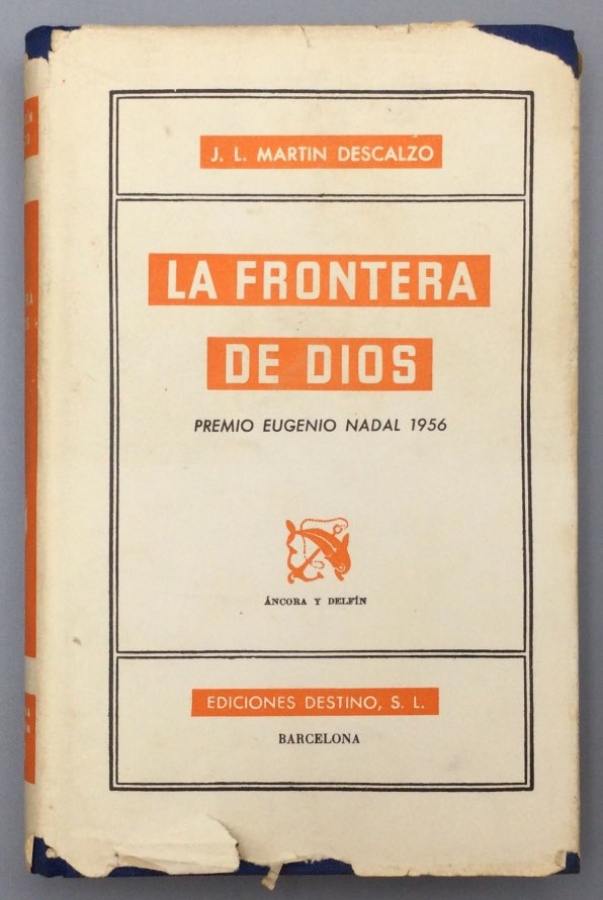 J. L. MARTIN DESCALZO
LA FRONTERA
DE DIOS
PREMIO EUGENIO NADAL 1956
ÁNCORA Y DELFÍN
EDICIONES DESTINO, S. L.
BARCELONA